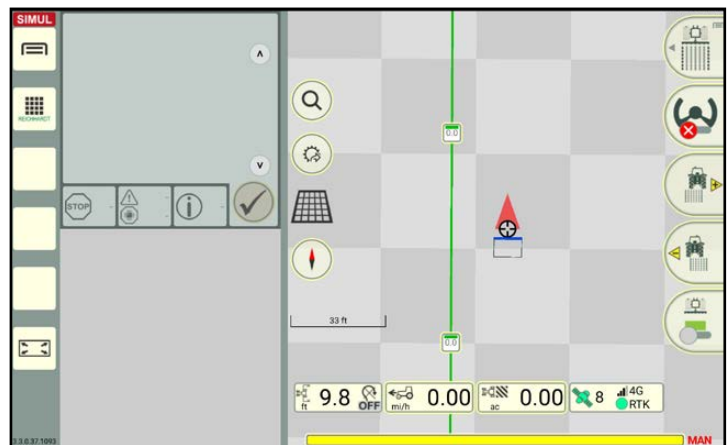 SIMUL
REICHHARDT
STOP
0.0
0.0
33 ft
ft 9.8 OFF
mi/h 0.00
ac 0.00
8 4G
RTK
3.3.0.37.1093
MAN